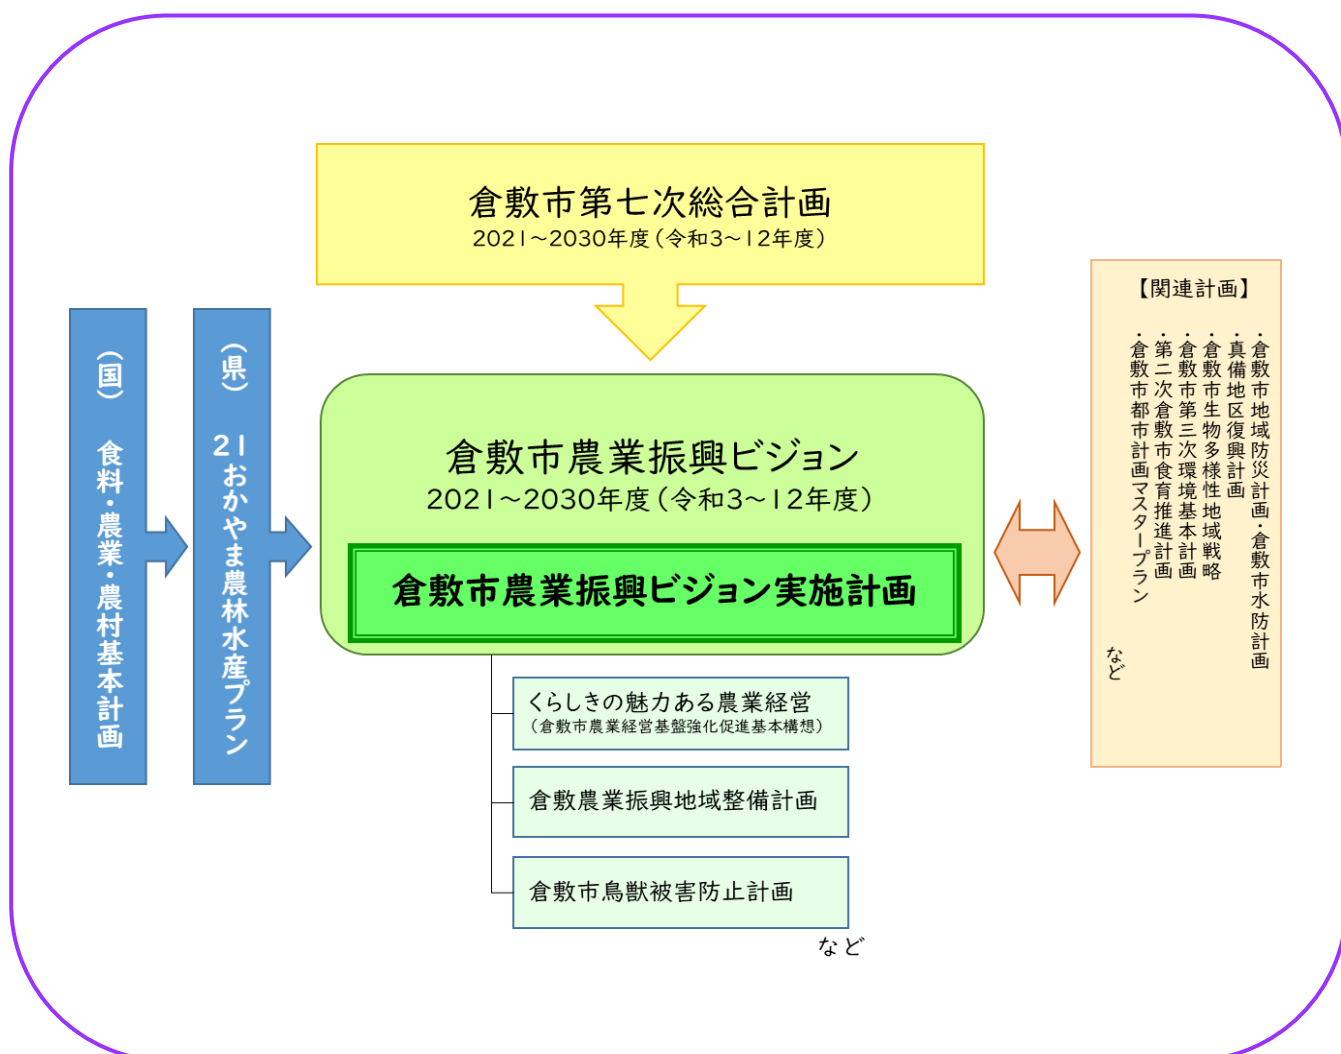 倉敷市第七次総合計画
2021～2030年度（令和3～12年度）
（国）　食料・農業・農村基本計画
（県）　21おかやま農林水産プラン
倉敷市農業振興ビジョン
2021～2030年度（令和3～12年度）
倉敷市農業振興ビジョン実施計画
くらしきの魅力ある農業経営
（倉敷市農業経営基盤強化促進基本構想）
倉敷農業振興地域整備計画
倉敷市鳥獣被害防止計画
など
【関連計画】
・倉敷市地域防災計画・倉敷市水防計画
・真備地区復興計画
・倉敷市生物多様性地域戦略
・倉敷市第三次環境基本計画
・第二次倉敷市食育推進計画
・倉敷市都市計画マスタープラン
など